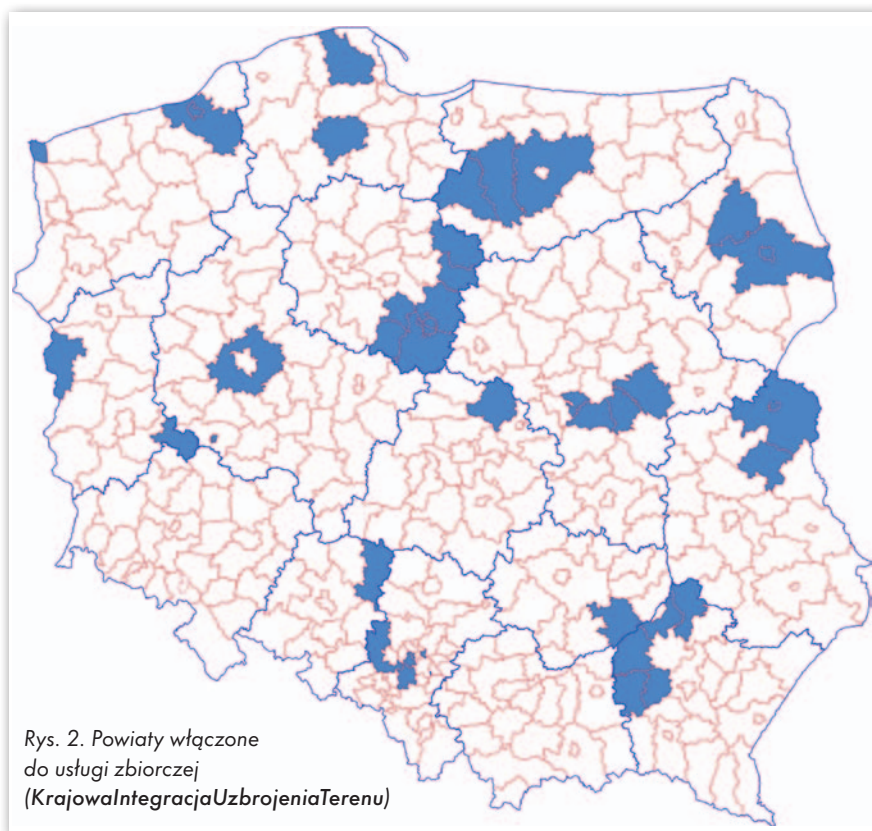 Rys. 2. Powiaty włączone
do usługi zbiorczej
(KrajowaIntegracjaUzbrojeniaTerenu)